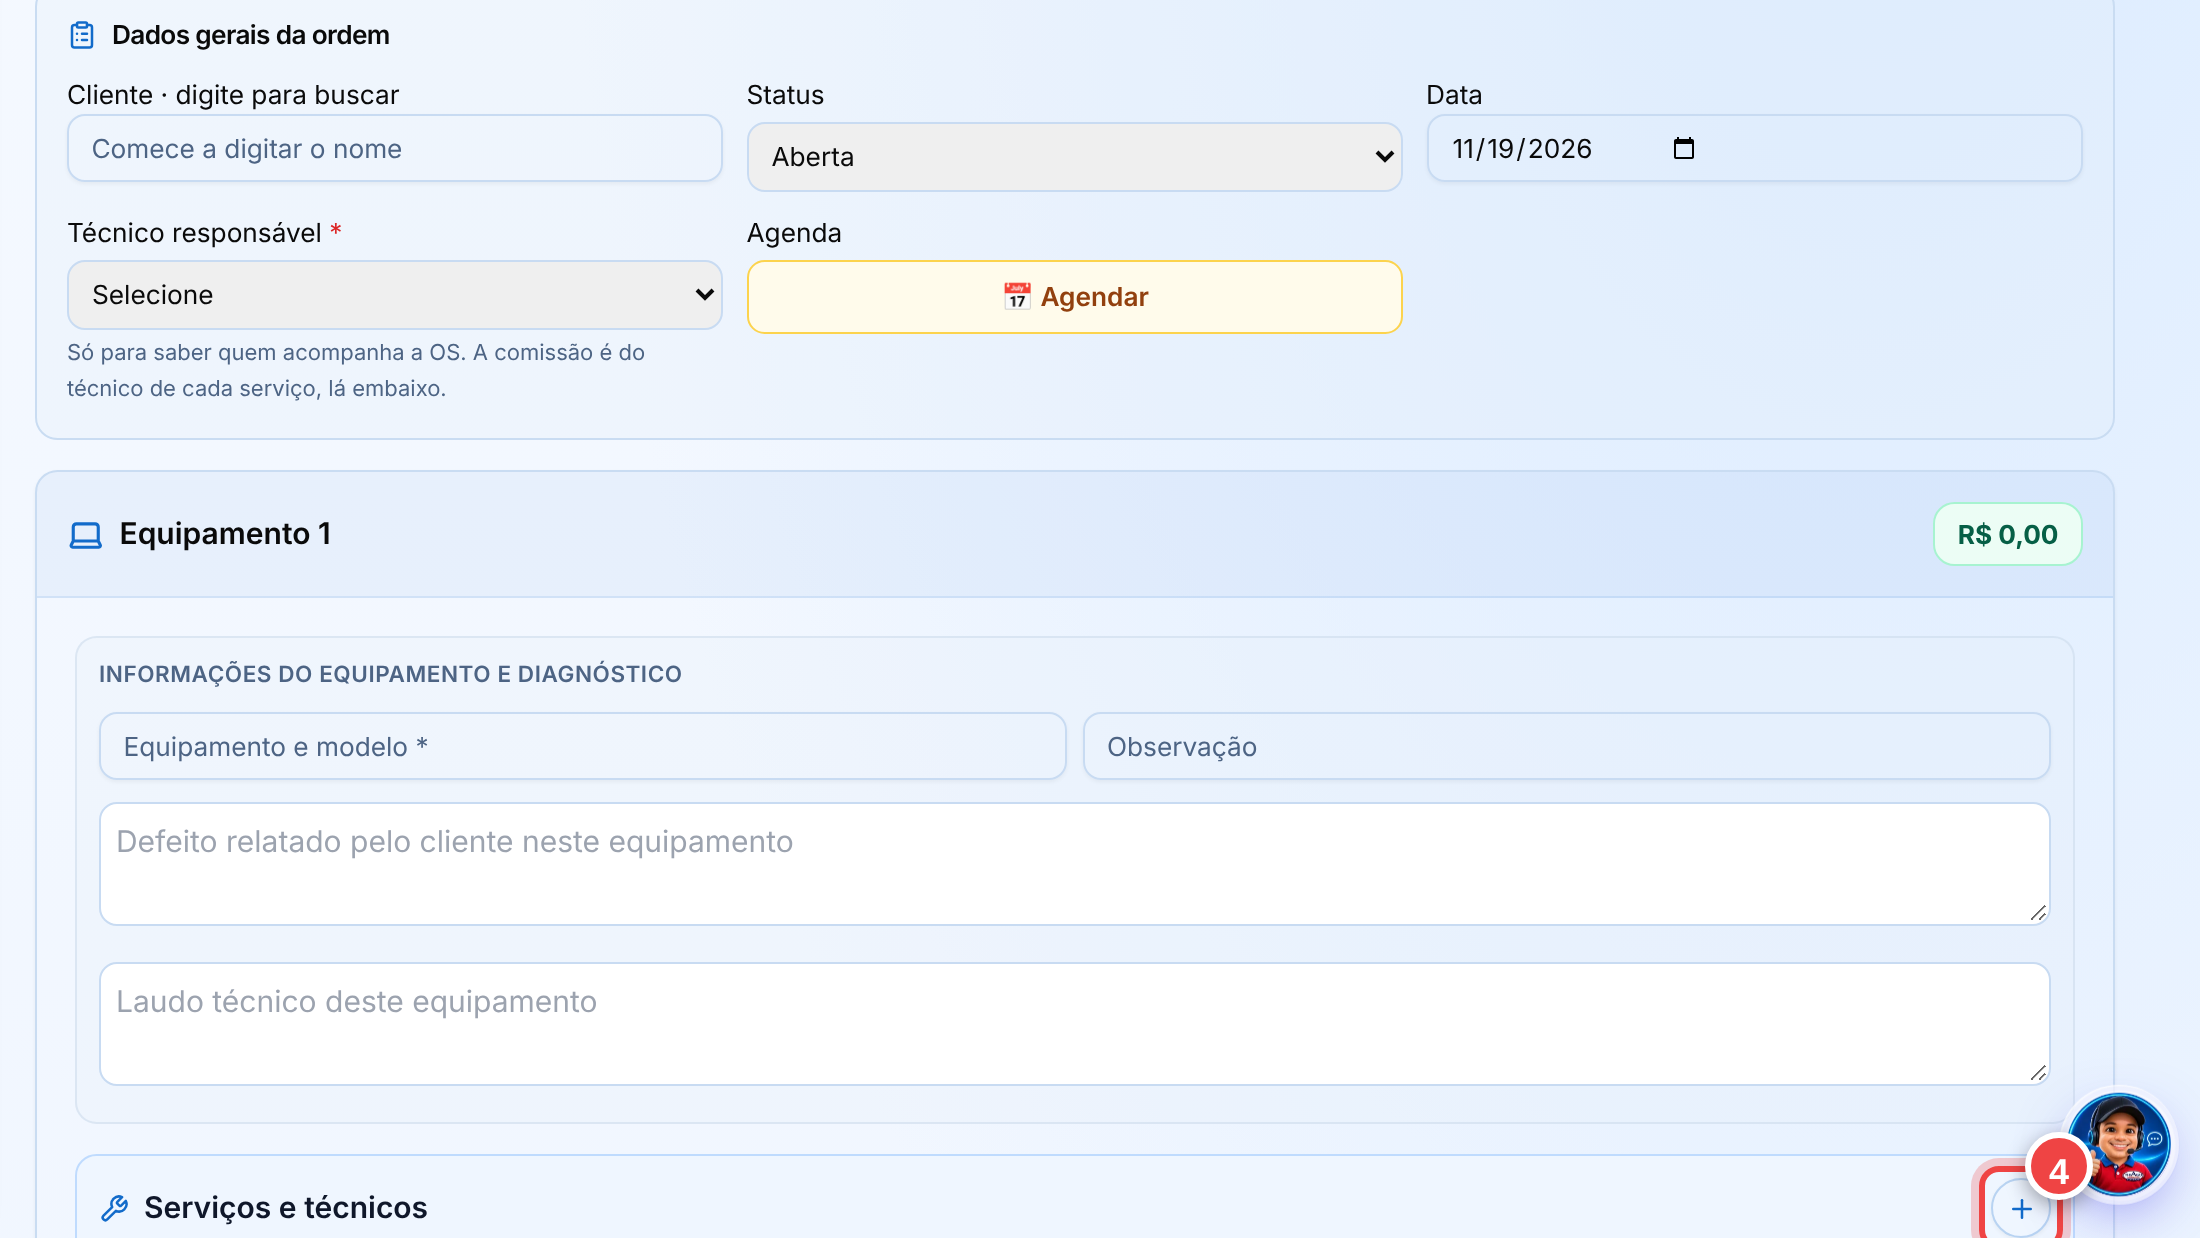 Dados gerais da ordem
Cliente · digite para buscar
Comece a digitar o nome
Status
Aberta
Data
11/19/2026
Técnico responsável *
Selecione
Só para saber quem acompanha a OS. A comissão é do
técnico de cada serviço, lá embaixo.
Agenda
📅 Agendar
Equipamento 1
R$ 0,00
INFORMAÇÕES DO EQUIPAMENTO E DIAGNÓSTICO
Equipamento e modelo *
Observação
Defeito relatado pelo cliente neste equipamento
Laudo técnico deste equipamento
Serviços e técnicos
+
4